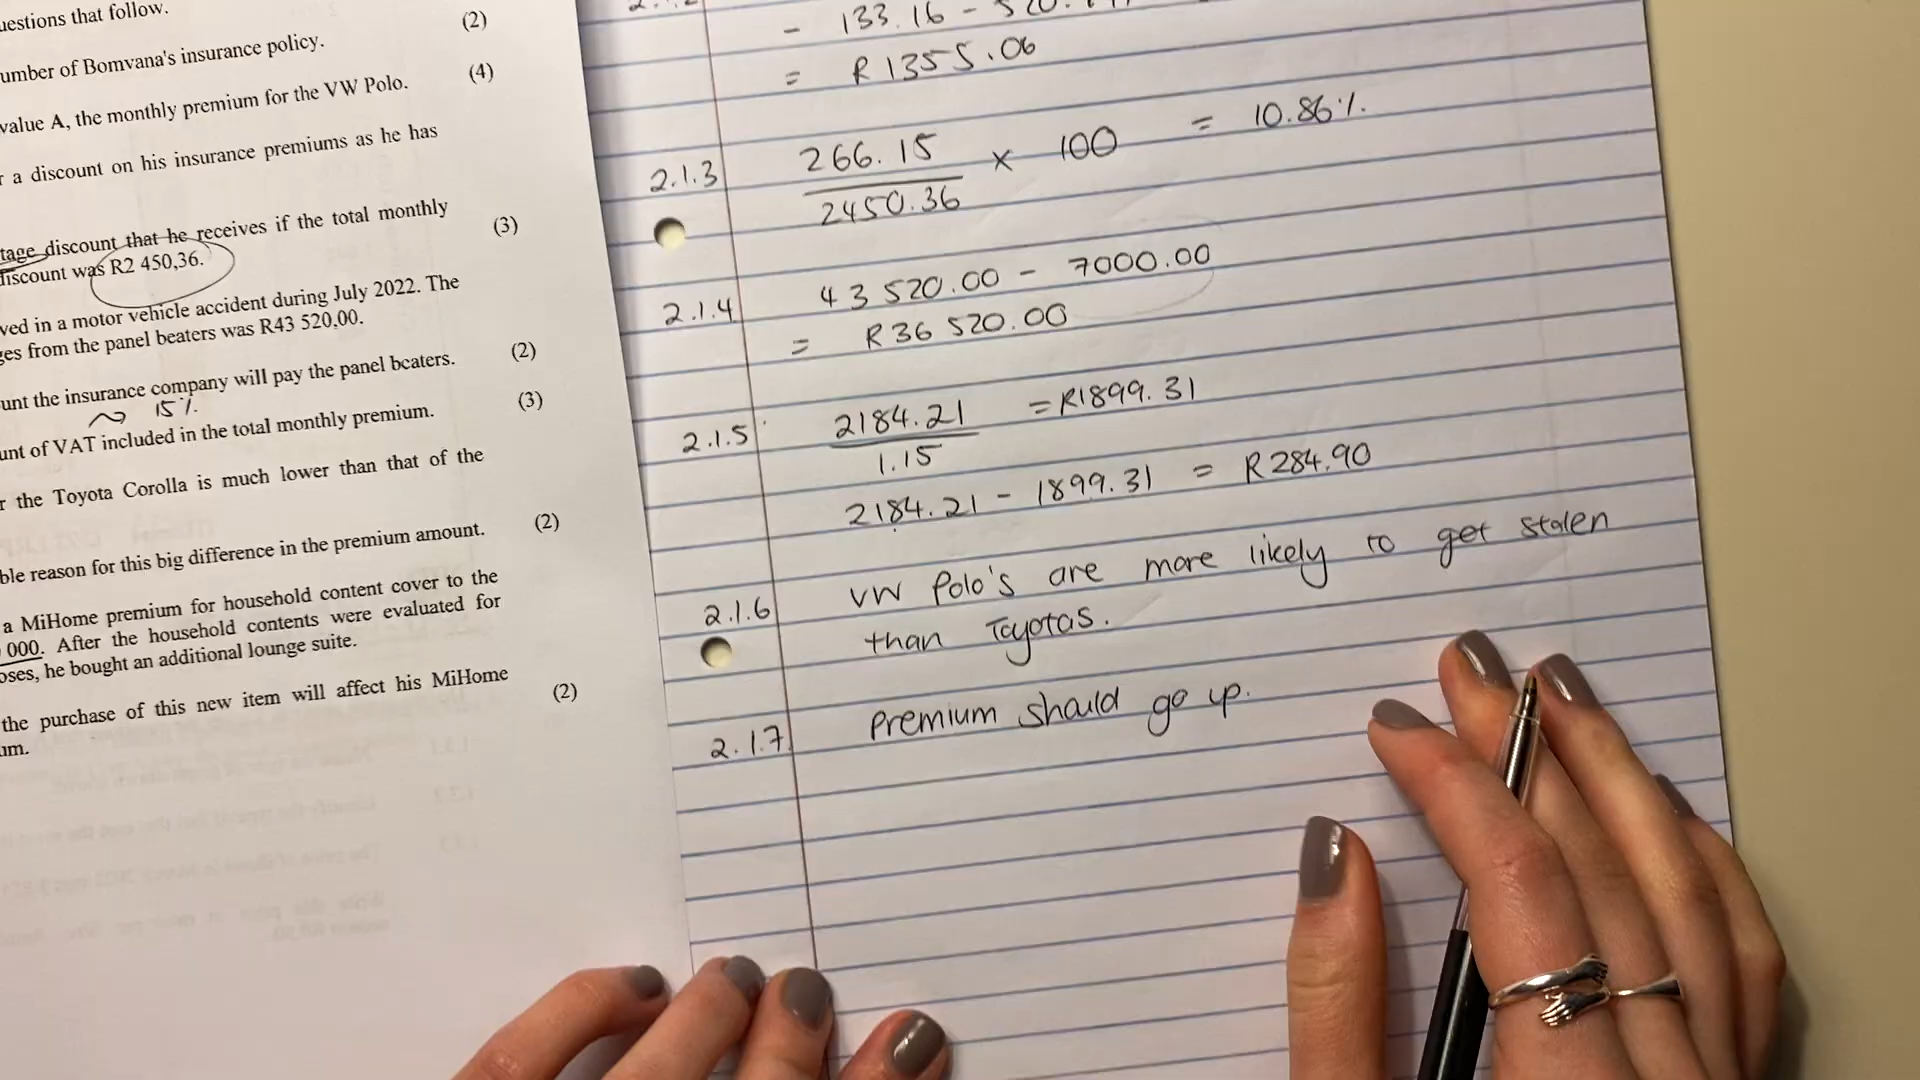 uestions that follow.
(2)
umber of Bomvana's insurance policy.
(4)
value A, the monthly premium for the VW Polo.
r a discount on his insurance premiums as he has
tage discount that he receives if the total monthly
(3)
discount was R2 450,36.
ved in a motor vehicle accident during July 2022. The
ges from the panel beaters was R43 520,00.
unt the insurance company will pay the panel beaters.
(2)
15%.
unt of VAT included in the total monthly premium.
(3)
r the Toyota Corolla is much lower than that of the
ble reason for this big difference in the premium amount.
(2)
a MiHome premium for household content cover to the
000. After the household contents were evaluated for
oses, he bought an additional lounge suite.
the purchase of this new item will affect his MiHome
(2)
um.
- 133.16 -
= R1355.06
2.1.3 266.15 × 100 = 10.86%.
2450.36
2.1.4 43 520.00 - 7000.00
= R36 520.00
2.1.5 2184.21 = R1899.31
1.15
2184.21 - 1899.31 = R284.90
2.1.6 VW Polo's are more likely to get stolen
than Toyotas.
2.1.7 Premium should go up.